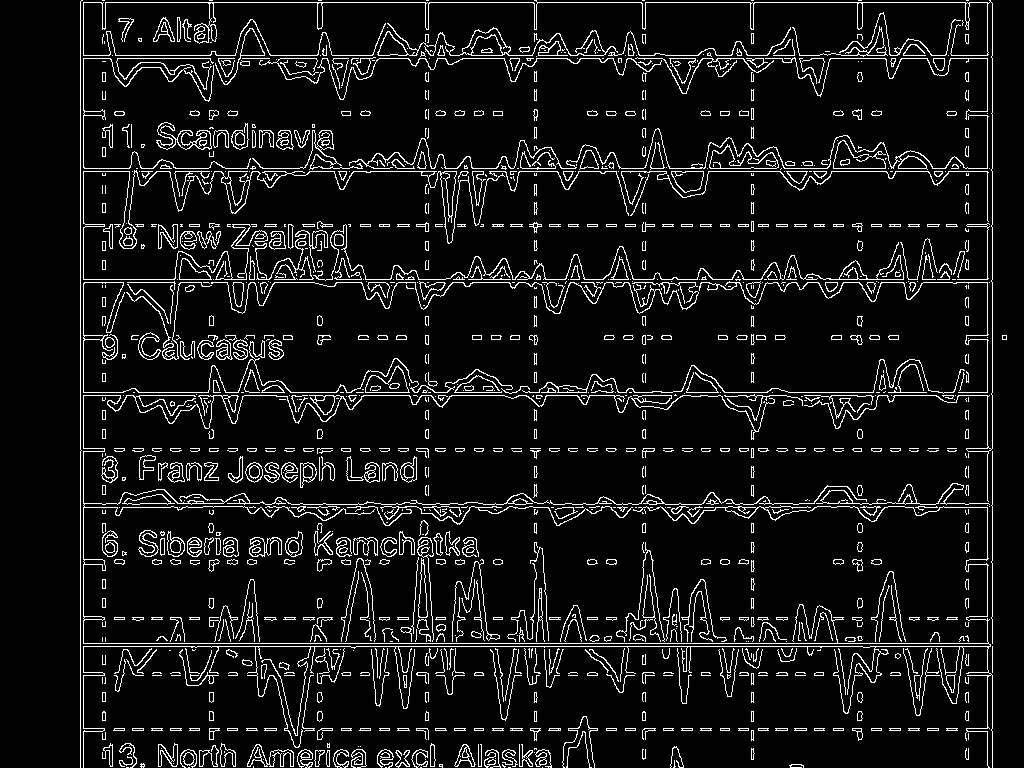 7. Altai
11. Scandinavia
18. New Zealand
9. Caucasus
3. Franz Joseph Land
6. Siberia and Kamchatka
13. North America excl. Alaska